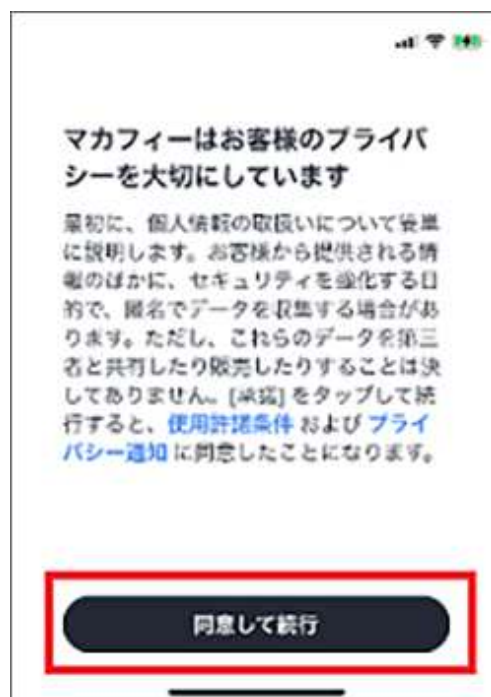 マカフィーはお客様のプライバ
シーを大切にしています
最初に、個人情報の取扱いについて簡単
に説明します。お客様から提供される情
報のほかに、セキュリティを強化する目
的で、匿名でデータを収集する場合があ
ります。ただし、これらのデータを第三
者と共有したり販売したりすることは決
してありません。[承諾] をタップして続
行すると、使用許諾条件 および プライ
バシー通知 に同意したことになります。
同意して続行